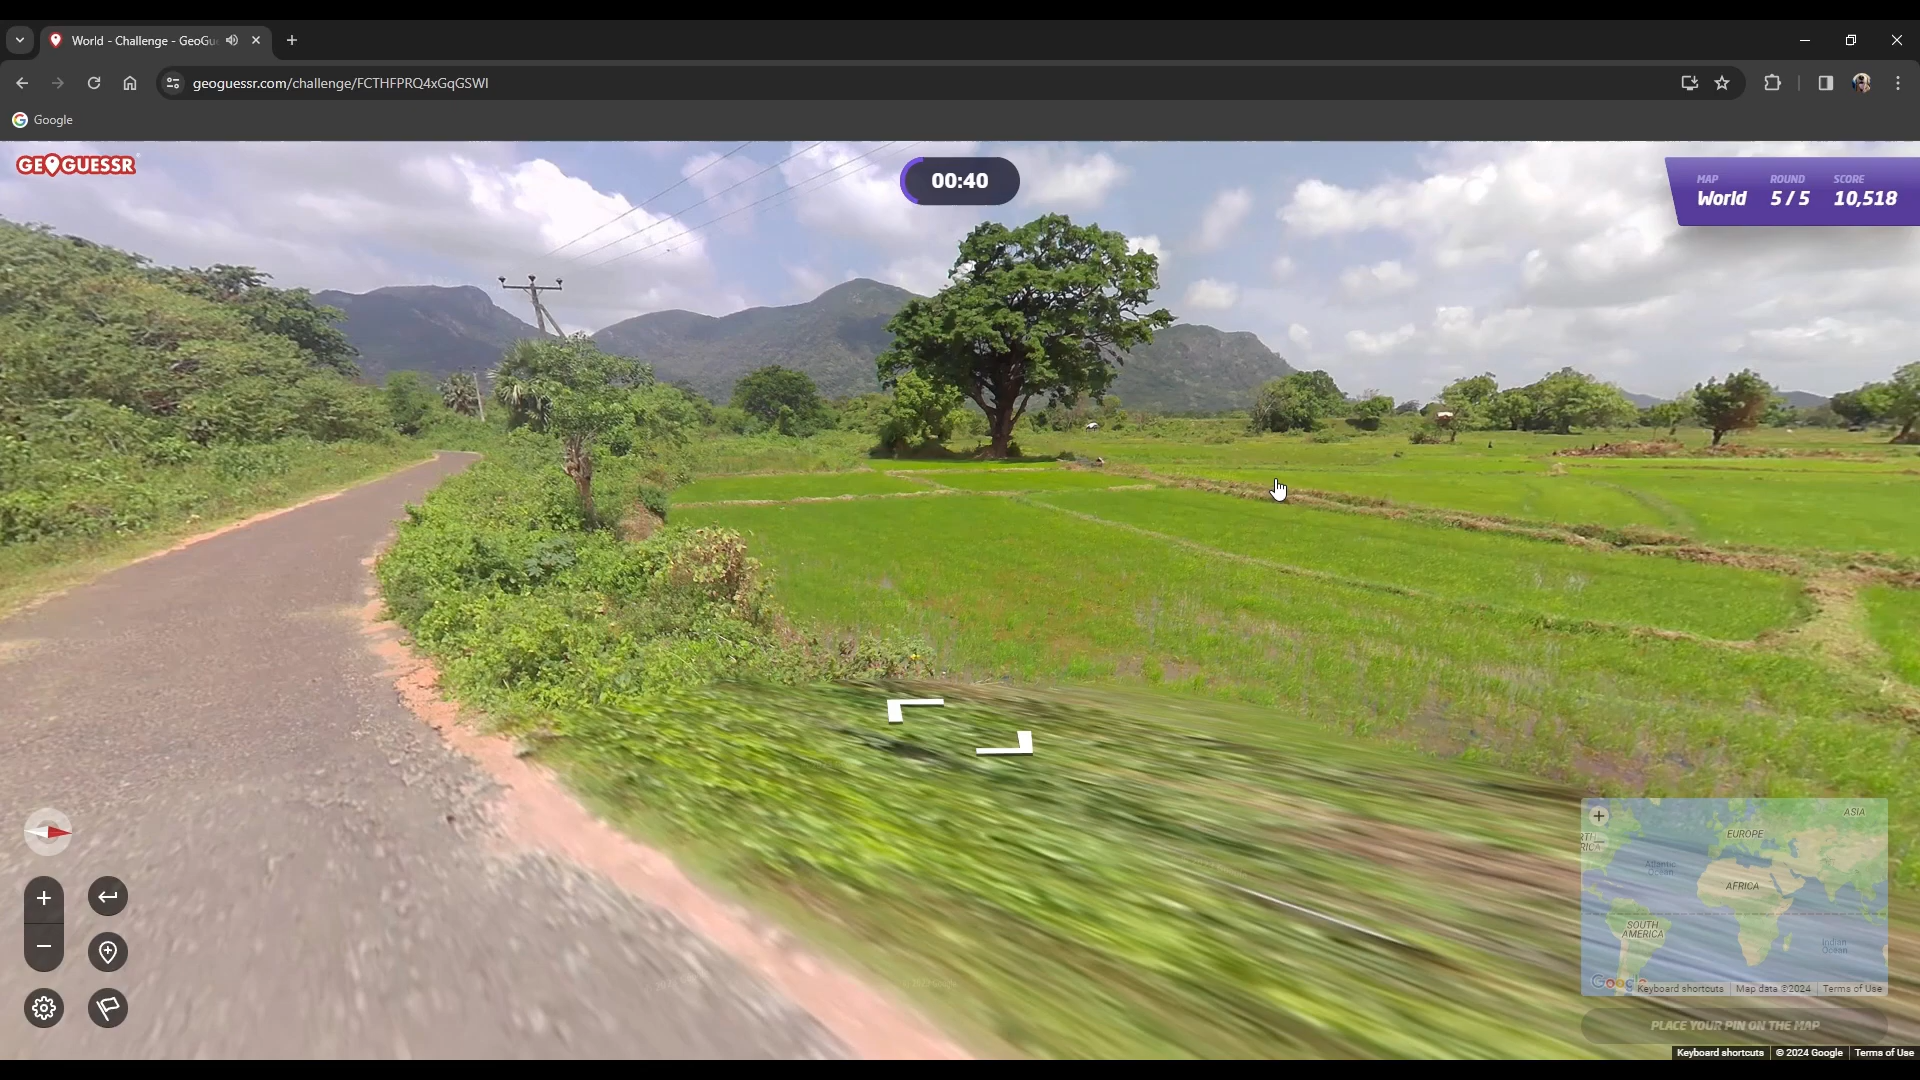 World - Challenge - GeoGu
geoguessr.com/challenge/FCTHFPRQ4xGqGSWI
Google
GEOGUESSR
00:40
MAP ROUND SCORE
World 5 / 5 10,518
ASIA
EUROPE
Atlantic
Ocean
AFRICA
SOUTH
AMERICA
Indian
Ocean
Google
Keyboard shortcuts Map data ©2024 Terms of Use
PLACE YOUR PIN ON THE MAP
Keyboard shortcuts © 2024 Google Terms of Use